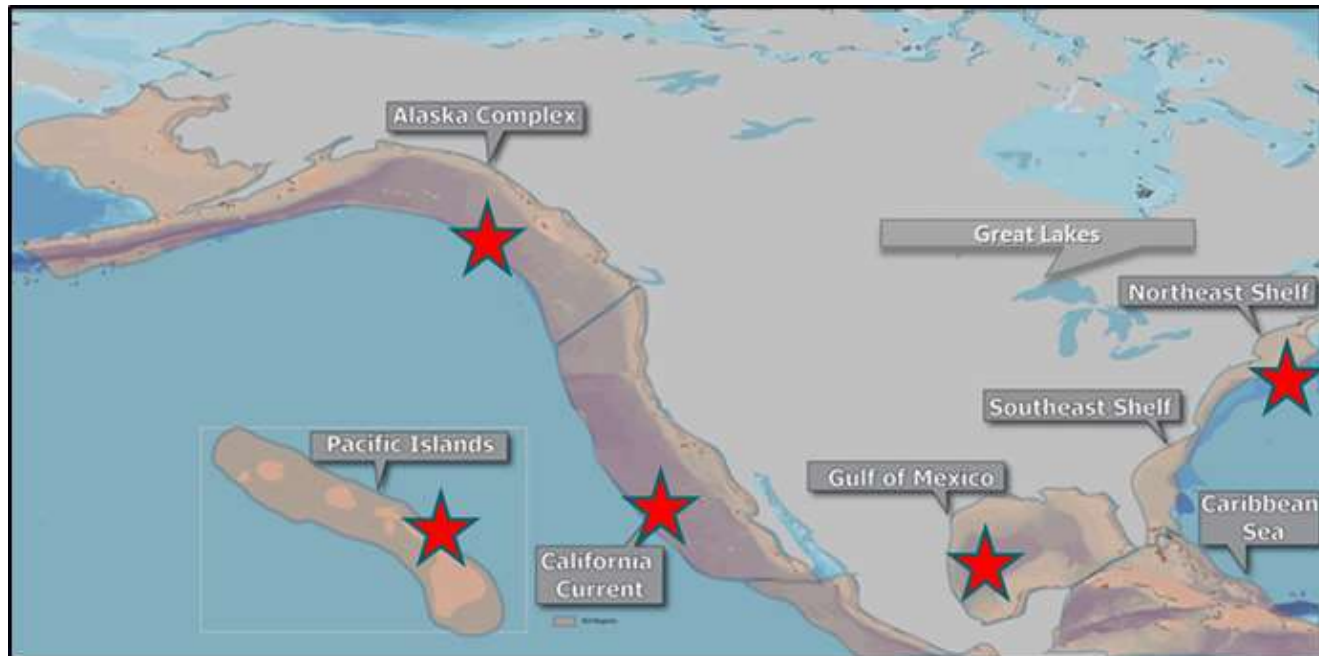 Alaska Complex
Great Lakes
Northeast Shelf
Southeast Shelf
Pacific Islands
Gulf of Mexico
Caribbean
Sea
California
Current